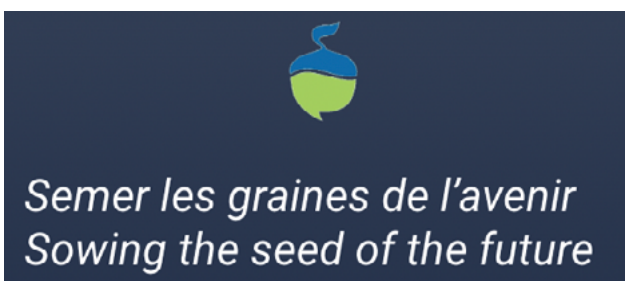 Semer les graines de l'avenir
Sowing the seed of the future